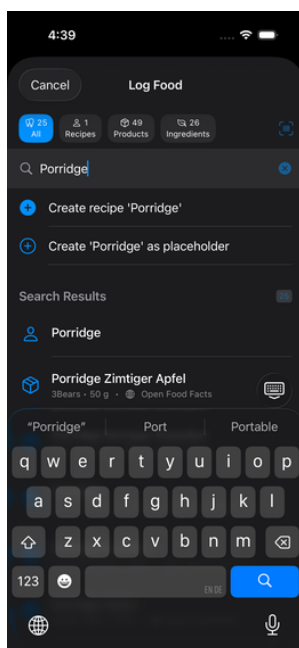 4:39
Cancel
Log Food
25
All
1
Recipes
49
Products
26
Ingredients
Porridge
Create recipe 'Porridge'
Create 'Porridge' as placeholder
Search Results
25
Porridge
Porridge Zimtiger Apfel
3Bears • 50 g • Open Food Facts
“Porridge” Port Portable
q w e r t y u i o p
a s d f g h j k l
z x c v b n m
123
EN DE